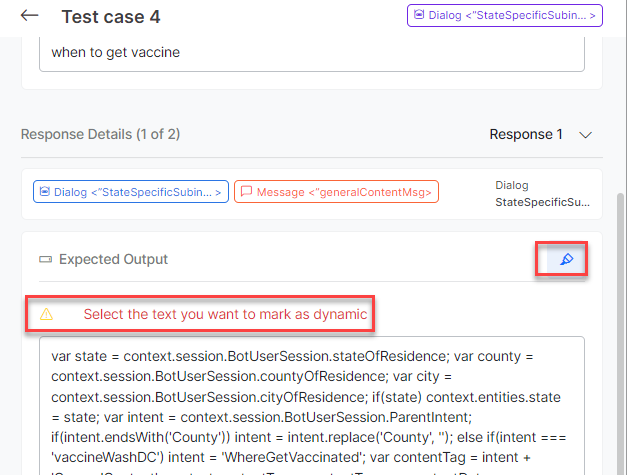 Test case 4
Dialog <"StateSpecificSubin... >
when to get vaccine
Response Details (1 of 2)
Response 1
Dialog <"StateSpecificSubin... >
Message <"generalContentMsg>
Dialog
StateSpecificSu...
Expected Output
Select the text you want to mark as dynamic
var state = context.session.BotUserSession.stateOfResidence; var county =
context.session.BotUserSession.countyOfResidence; var city =
context.session.BotUserSession.cityOfResidence; if(state) context.entities.state
= state; var intent = context.session.BotUserSession.ParentIntent;
if(intent.endsWith('County')) intent = intent.replace('County', ''); else if(intent ===
'vaccineWashDC') intent = 'WhereGetVaccinated'; var contentTag = intent +